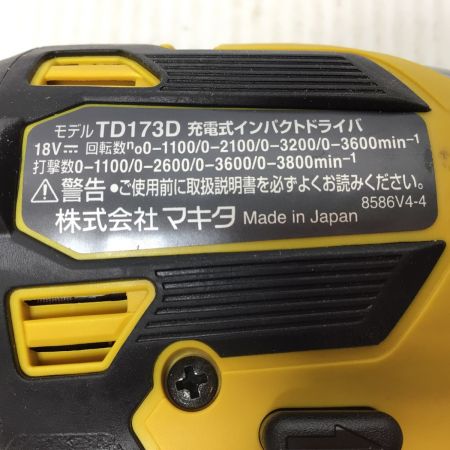 モデル TD173D 充電式インパクトドライバ
18V⎓ 回転数n₀0-1100/0-2100/0-3200/0-3600min⁻¹
打撃数0-1100/0-2600/0-3600/0-3800min⁻¹
⚠警告●ご使用前に取扱説明書を必ずよくお読みください。
8586V4-4
株式会社 マキタ Made in Japan